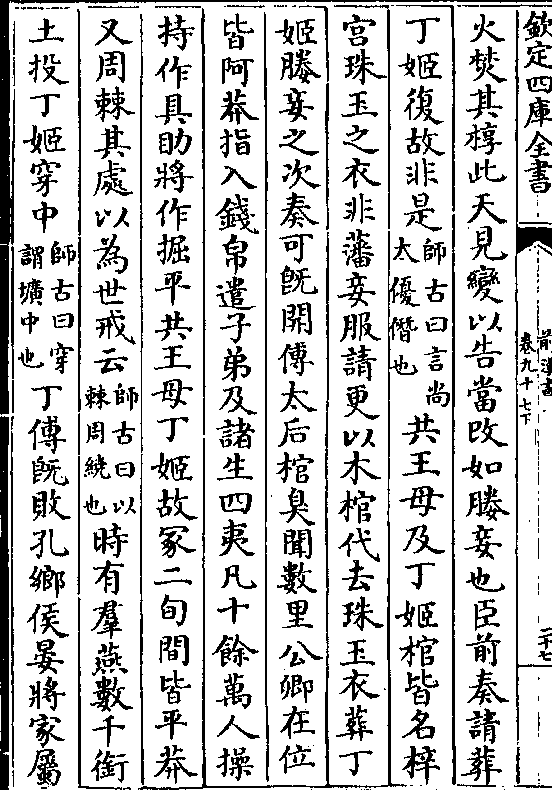 欽定四庫全書
前漢書
卷九十七下
二十七
火焚其椁此天見變以告當改如媵妾也臣前奏請葬
丁姬復故非是師古曰言尚太優僭也共王母及丁姬棺皆名梓
宫珠玉之衣非藩妾服請更以木棺代去珠玉衣葬丁
姬媵妾之次奏可旣開傅太后棺臭聞數里公卿在位
皆阿莽指入錢帛遣子弟及諸生四夷凡十餘萬人操
持作具助將作掘平共王母丁姬故冢二旬間皆平莽
又周棘其處以為世戒云師古曰以棘周繞也時有羣燕數千銜
土投丁姬穿中師古曰穿謂壙中也丁傅旣敗孔鄉侯晏將家屬